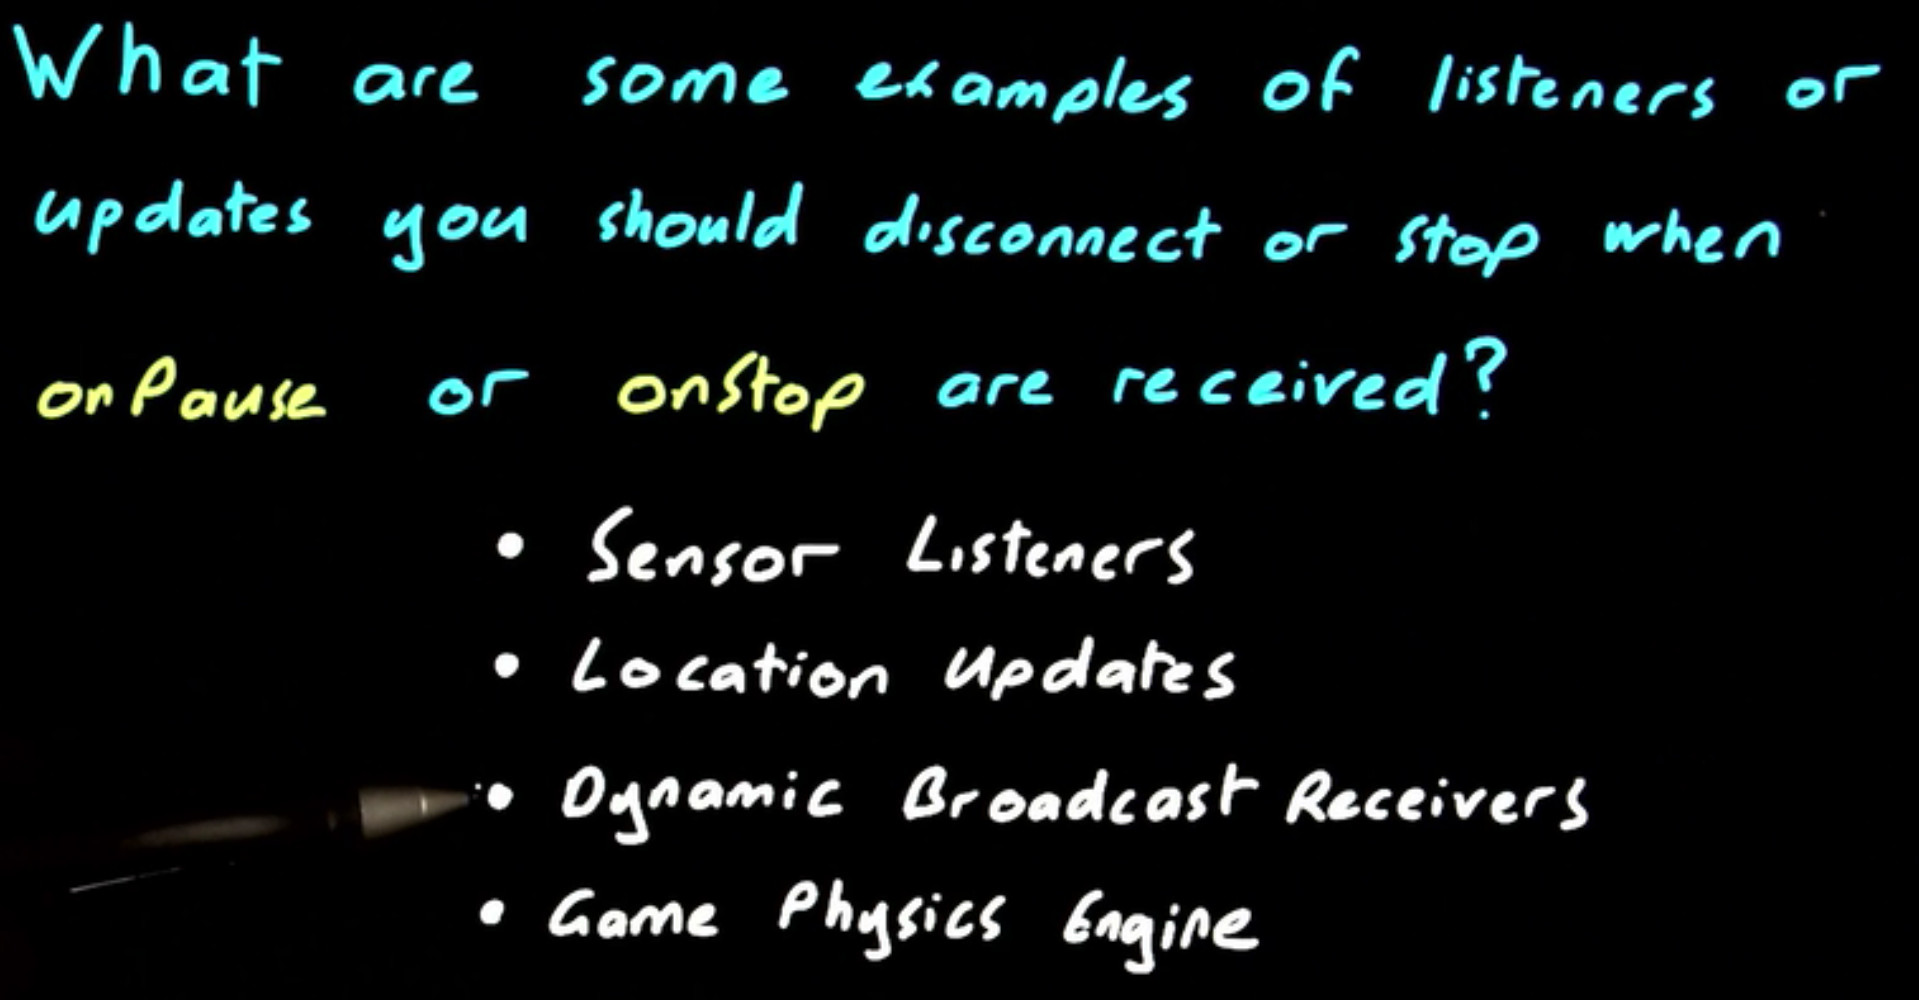 What are some examples of listeners or
updates you should disconnect or stop when
onPause or onStop are received?
• Sensor Listeners
• Location Updates
• Dynamic Broadcast Receivers
• Game Physics Engine